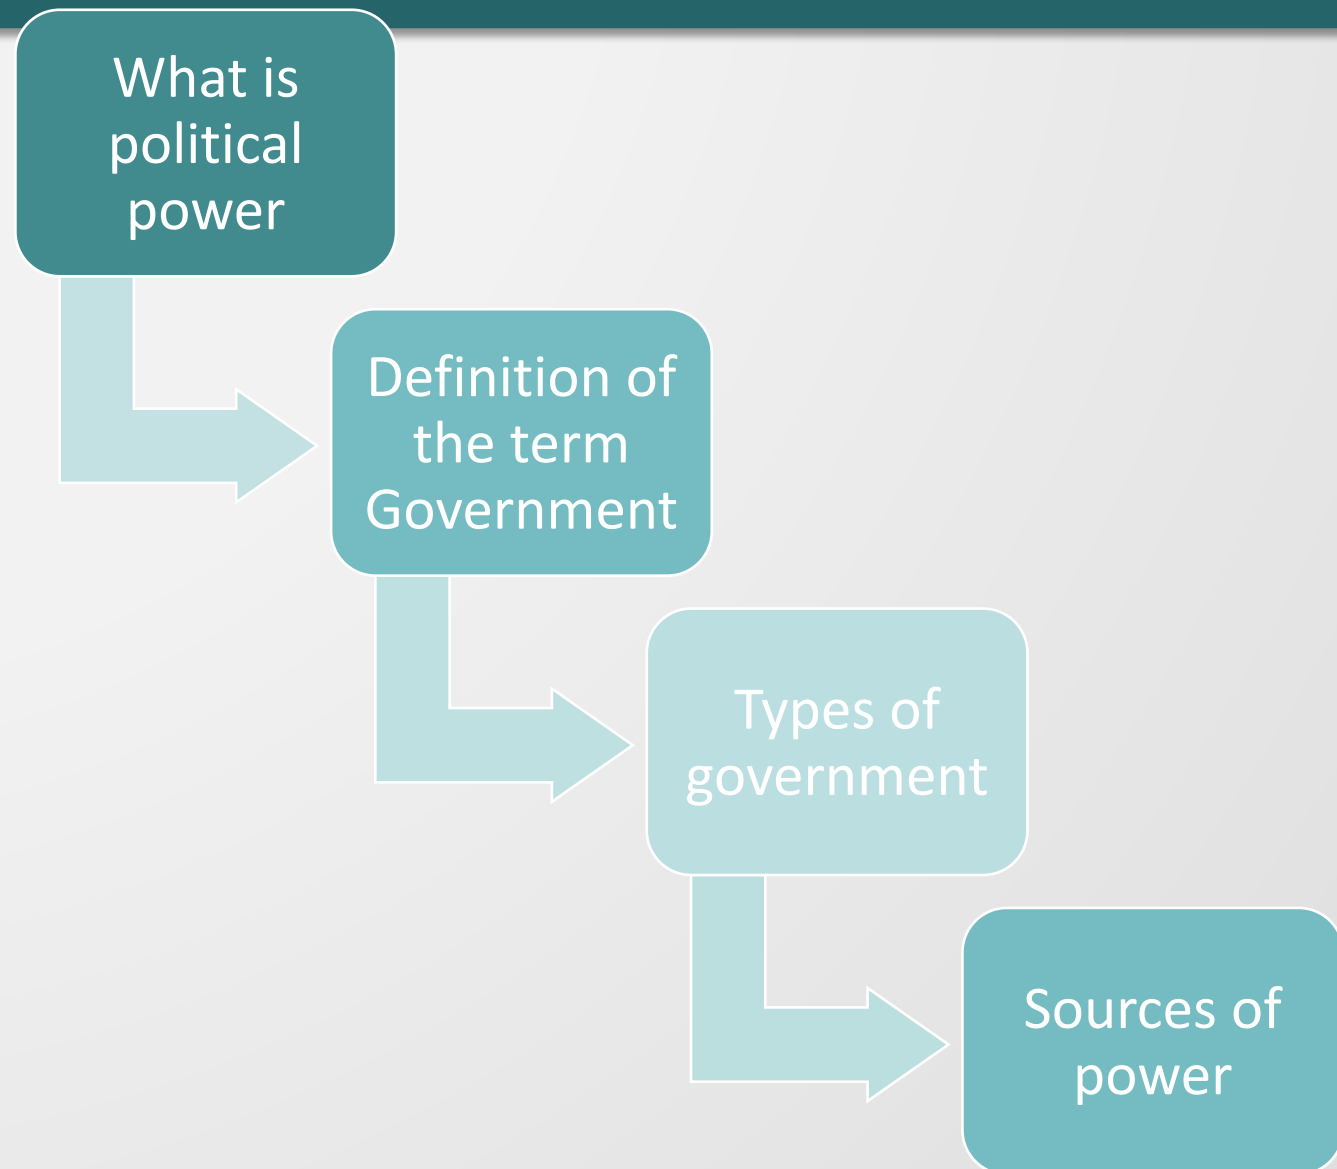 What is
political
power
Definition of
the term
Government
Types of
government
Sources of
power